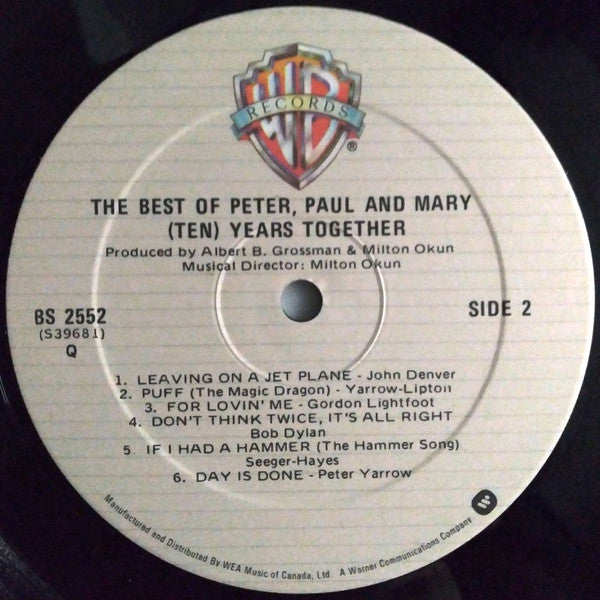 WB
RECORDS
®
THE BEST OF PETER, PAUL AND MARY
(TEN) YEARS TOGETHER
Produced by Albert B. Grossman & Milton Okun
Musical Director: Milton Okun
BS 2552
(S39681)
Q
SIDE 2
1. LEAVING ON A JET PLANE - John Denver
2. PUFF (The Magic Dragon) - Yarrow-Lipton
3. FOR LOVIN' ME - Gordon Lightfoot
4. DON'T THINK TWICE, IT'S ALL RIGHT
Bob Dylan
5. IF I HAD A HAMMER (The Hammer Song)
Seeger-Hayes
6. DAY IS DONE - Peter Yarrow
Manufactured and Distributed By WEA Music of Canada, Ltd. A Warner Communications Company